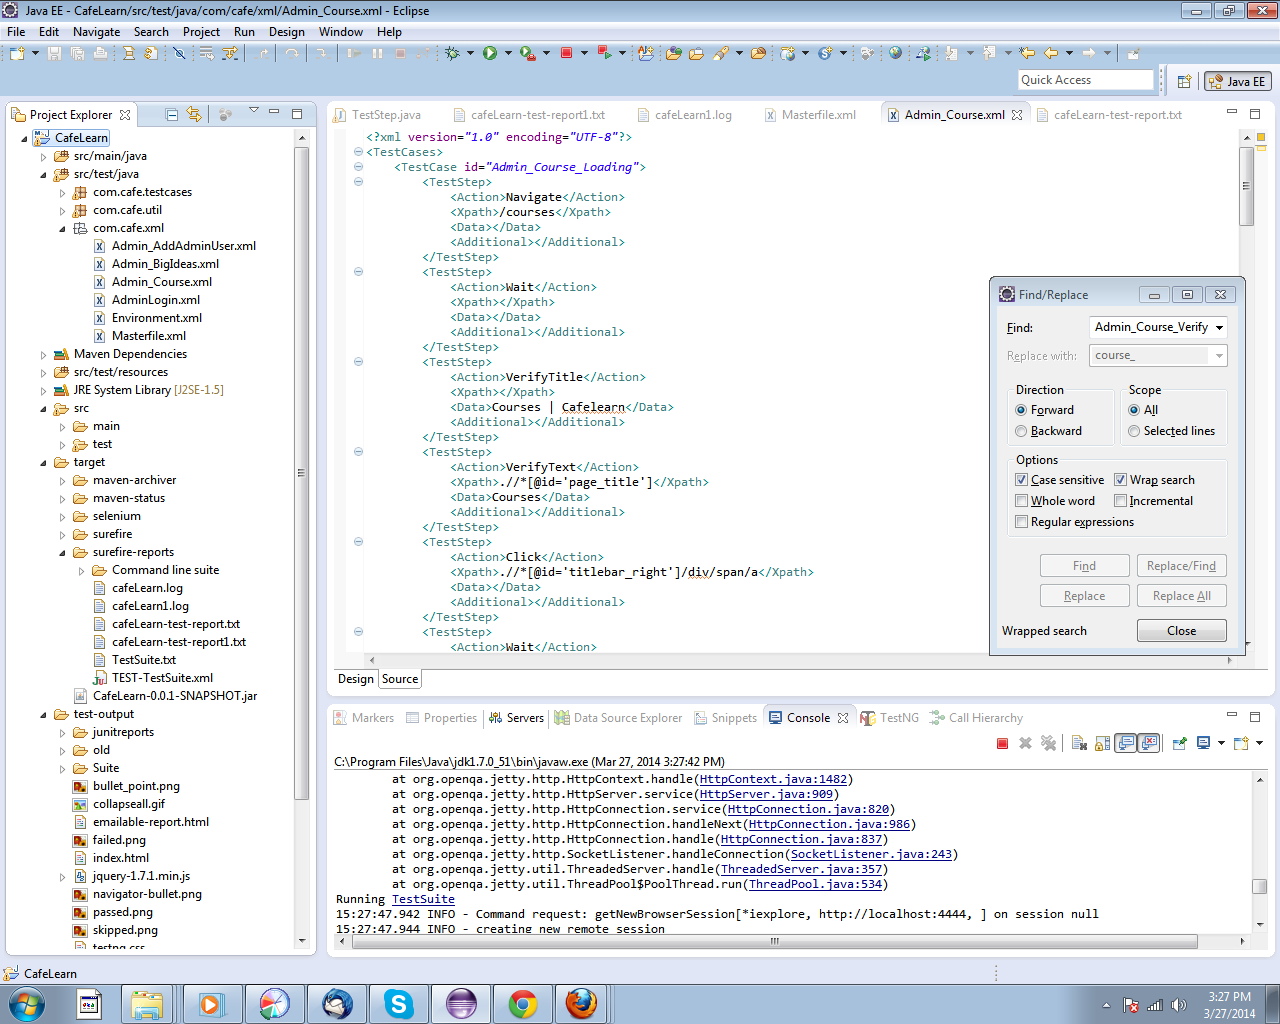 Java EE - CafeLearn/src/test/java/com/cafe/xml/Admin_Course.xml - Eclipse
File Edit Navigate Search Project Run Design Window Help
Quick Access
Java EE
Project Explorer
CafeLearn
src/main/java
src/test/java
com.cafe.testcases
com.cafe.util
com.cafe.xml
Admin_AddAdminUser.xml
Admin_BigIdeas.xml
Admin_Course.xml
AdminLogin.xml
Environment.xml
Masterfile.xml
Maven Dependencies
src/test/resources
JRE System Library [J2SE-1.5]
src
main
test
target
maven-archiver
maven-status
selenium
surefire
surefire-reports
Command line suite
cafeLearn.log
cafeLearn1.log
cafeLearn-test-report.txt
cafeLearn-test-report1.txt
TestSuite.txt
TEST-TestSuite.xml
CafeLearn-0.0.1-SNAPSHOT.jar
test-output
junitreports
old
Suite
bullet_point.png
collapseall.gif
emailable-report.html
failed.png
index.html
jquery-1.7.1.min.js
navigator-bullet.png
passed.png
skipped.png
testng.css
TestStep.java cafeLearn-test-report1.txt cafeLearn1.log Masterfile.xml Admin_Course.xml cafeLearn-test-report.txt
<?xml version="1.0" encoding="UTF-8"?>
<TestCases>
<TestCase id="Admin_Course_Loading">
<TestStep>
<Action>Navigate</Action>
<Xpath>/courses</Xpath>
<Data></Data>
<Additional></Additional>
</TestStep>
<TestStep>
<Action>Wait</Action>
<Xpath></Xpath>
<Data></Data>
<Additional></Additional>
</TestStep>
<TestStep>
<Action>VerifyTitle</Action>
<Xpath></Xpath>
<Data>Courses | Cafelearn</Data>
<Additional></Additional>
</TestStep>
<TestStep>
<Action>VerifyText</Action>
<Xpath>.//*[@id='page_title']</Xpath>
<Data>Courses</Data>
<Additional></Additional>
</TestStep>
<TestStep>
<Action>Click</Action>
<Xpath>.//*[@id='titlebar_right']/div/span/a</Xpath>
<Data></Data>
<Additional></Additional>
</TestStep>
<TestStep>
<Action>Wait</Action>
Design Source
Find/Replace
Find: Admin_Course_Verify
Replace with: course_
Direction
Forward
Backward
Scope
All
Selected lines
Options
Case sensitive Wrap search
Whole word Incremental
Regular expressions
Find Replace/Find
Replace Replace All
Wrapped search Close
Markers Properties Servers Data Source Explorer Snippets Console TestNG Call Hierarchy
C:\Program Files\Java\jdk1.7.0_51\bin\javaw.exe (Mar 27, 2014 3:27:42 PM)
at org.openqa.jetty.http.HttpContext.handle(HttpContext.java:1482)
at org.openqa.jetty.http.HttpServer.service(HttpServer.java:909)
at org.openqa.jetty.http.HttpConnection.service(HttpConnection.java:820)
at org.openqa.jetty.http.HttpConnection.handleNext(HttpConnection.java:986)
at org.openqa.jetty.http.HttpConnection.handle(HttpConnection.java:837)
at org.openqa.jetty.http.SocketListener.handleConnection(SocketListener.java:243)
at org.openqa.jetty.util.ThreadedServer.handle(ThreadedServer.java:357)
at org.openqa.jetty.util.ThreadPool$PoolThread.run(ThreadPool.java:534)
Running TestSuite
15:27:47.942 INFO - Command request: getNewBrowserSession[*iexplore, http://localhost:4444, ] on session null
15:27:47.944 INFO - creating new remote session
CafeLearn
3:27 PM
3/27/2014